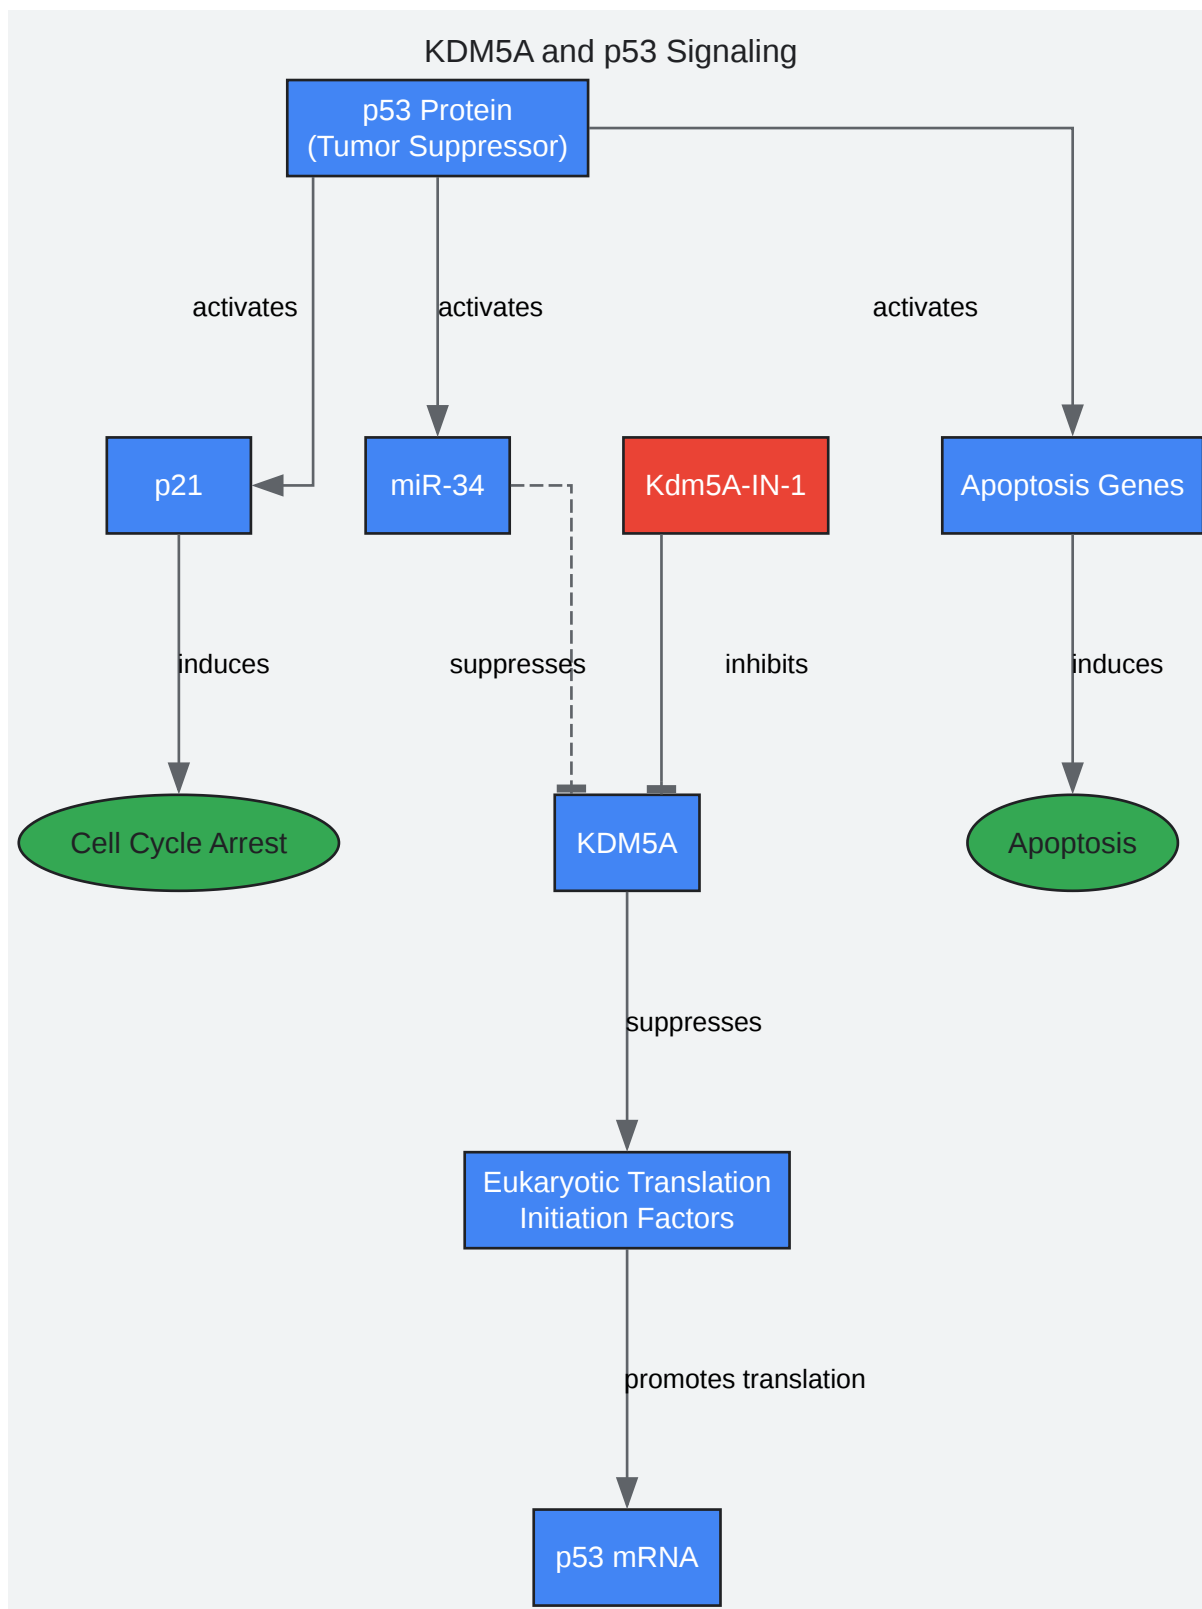 KDM5A and p53 Signaling
p53 Protein
(Tumor Suppressor)
activates
activates
activates
p21
miR-34
Kdm5A-IN-1
Apoptosis Genes
induces
suppresses
inhibits
induces
Cell Cycle Arrest
KDM5A
Apoptosis
suppresses
Eukaryotic Translation
Initiation Factors
promotes translation
p53 mRNA